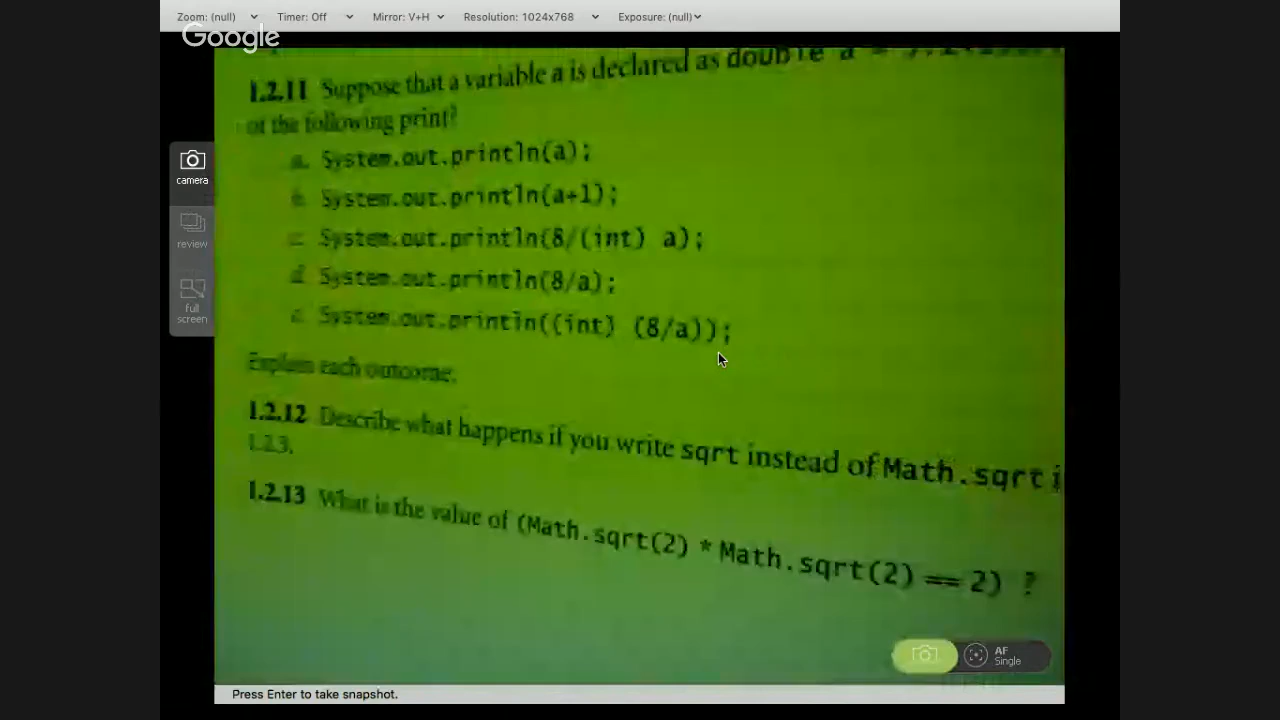 Zoom: (null) Timer: Off Mirror: V+H Resolution: 1024x768 Exposure: (null)
Google
1.2.11 Suppose that a variable a is declared as double a =
of the following print?
a. System.out.println(a);
b. System.out.println(a+1);
c. System.out.println(8/(int) a);
d. System.out.println(8/a);
e. System.out.println((int) (8/a));
Explain each outcome.
1.2.12 Describe what happens if you write sqrt instead of Math.sqrt i
1.2.3.
1.2.13 What is the value of (Math.sqrt(2) * Math.sqrt(2) == 2) ?
camera
review
full
screen
AF
Single
Press Enter to take snapshot.